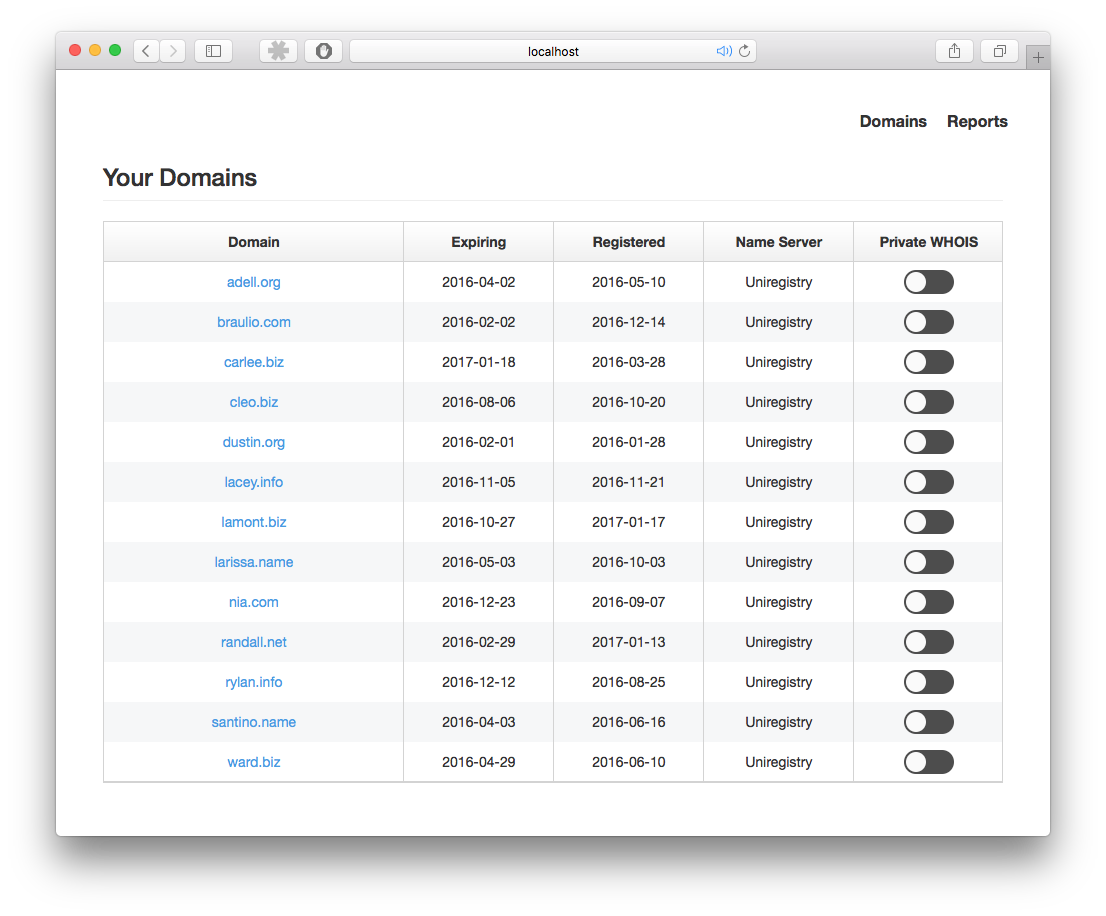 localhost
Domains Reports
Your Domains
Domain Expiring Registered Name Server Private WHOIS
adell.org 2016-04-02 2016-05-10 Uniregistry
braulio.com 2016-02-02 2016-12-14 Uniregistry
carlee.biz 2017-01-18 2016-03-28 Uniregistry
cleo.biz 2016-08-06 2016-10-20 Uniregistry
dustin.org 2016-02-01 2016-01-28 Uniregistry
lacey.info 2016-11-05 2016-11-21 Uniregistry
lamont.biz 2016-10-27 2017-01-17 Uniregistry
larissa.name 2016-05-03 2016-10-03 Uniregistry
nia.com 2016-12-23 2016-09-07 Uniregistry
randall.net 2016-02-29 2017-01-13 Uniregistry
rylan.info 2016-12-12 2016-08-25 Uniregistry
santino.name 2016-04-03 2016-06-16 Uniregistry
ward.biz 2016-04-29 2016-06-10 Uniregistry